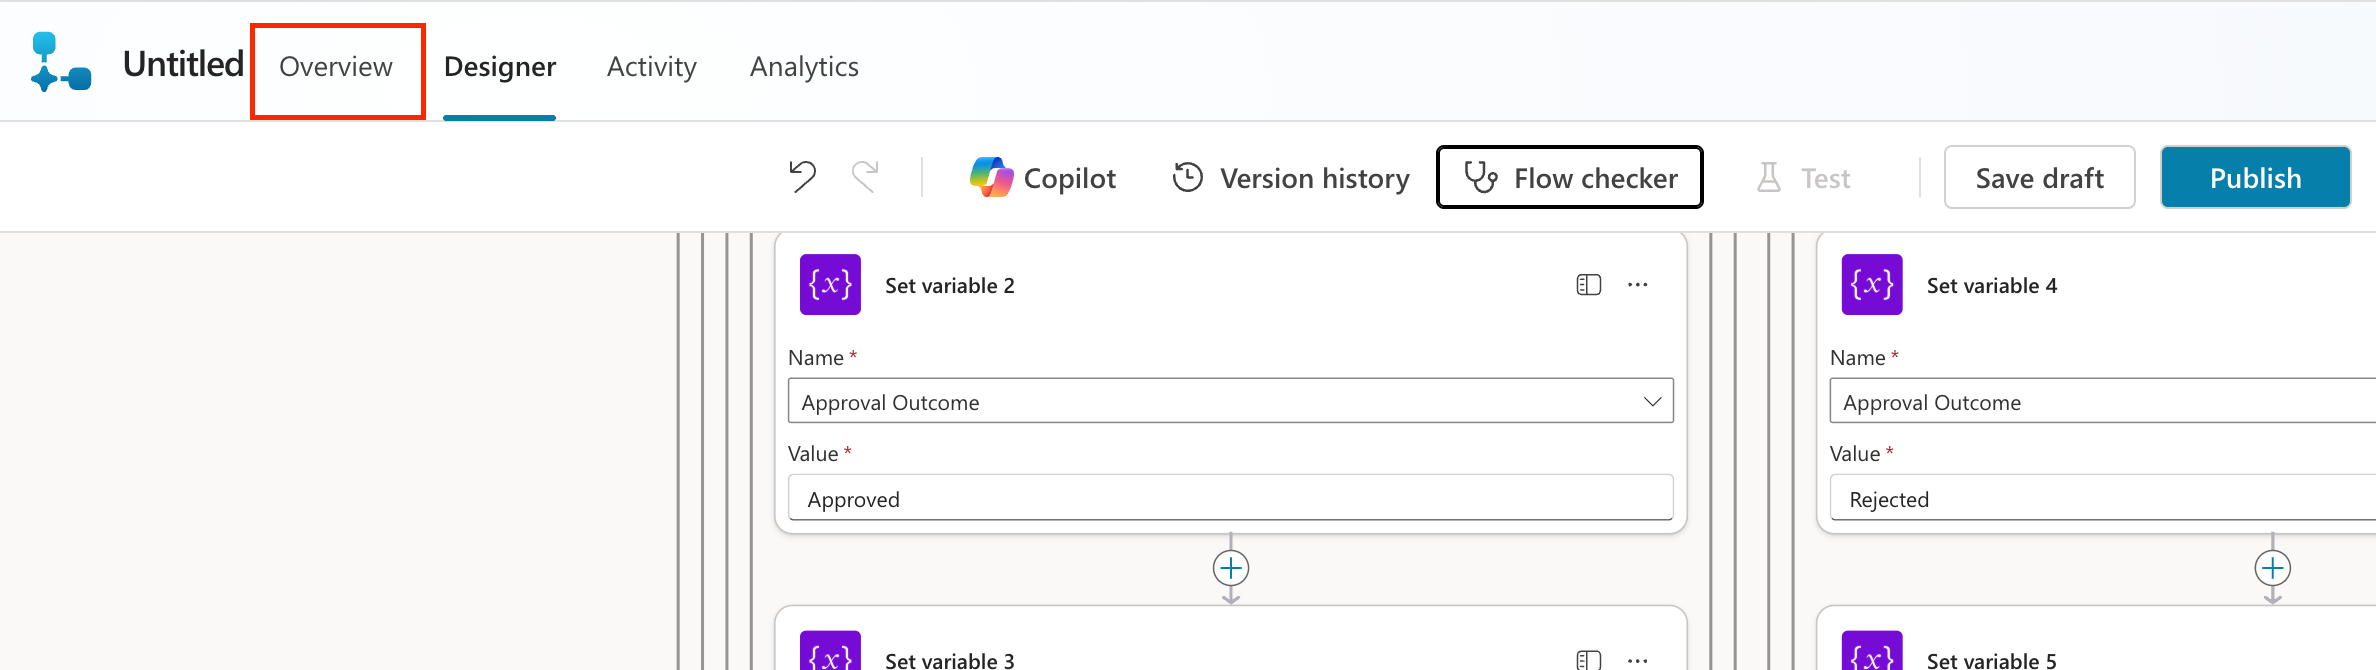 Untitled Overview Designer Activity Analytics
Copilot Version history Flow checker Test Save draft Publish
{x} Set variable 2 {x} Set variable 4
Name * Name *
Approval Outcome Approval Outcome
Value * Value *
Approved Rejected
{x} Set variable 3 {x} Set variable 5